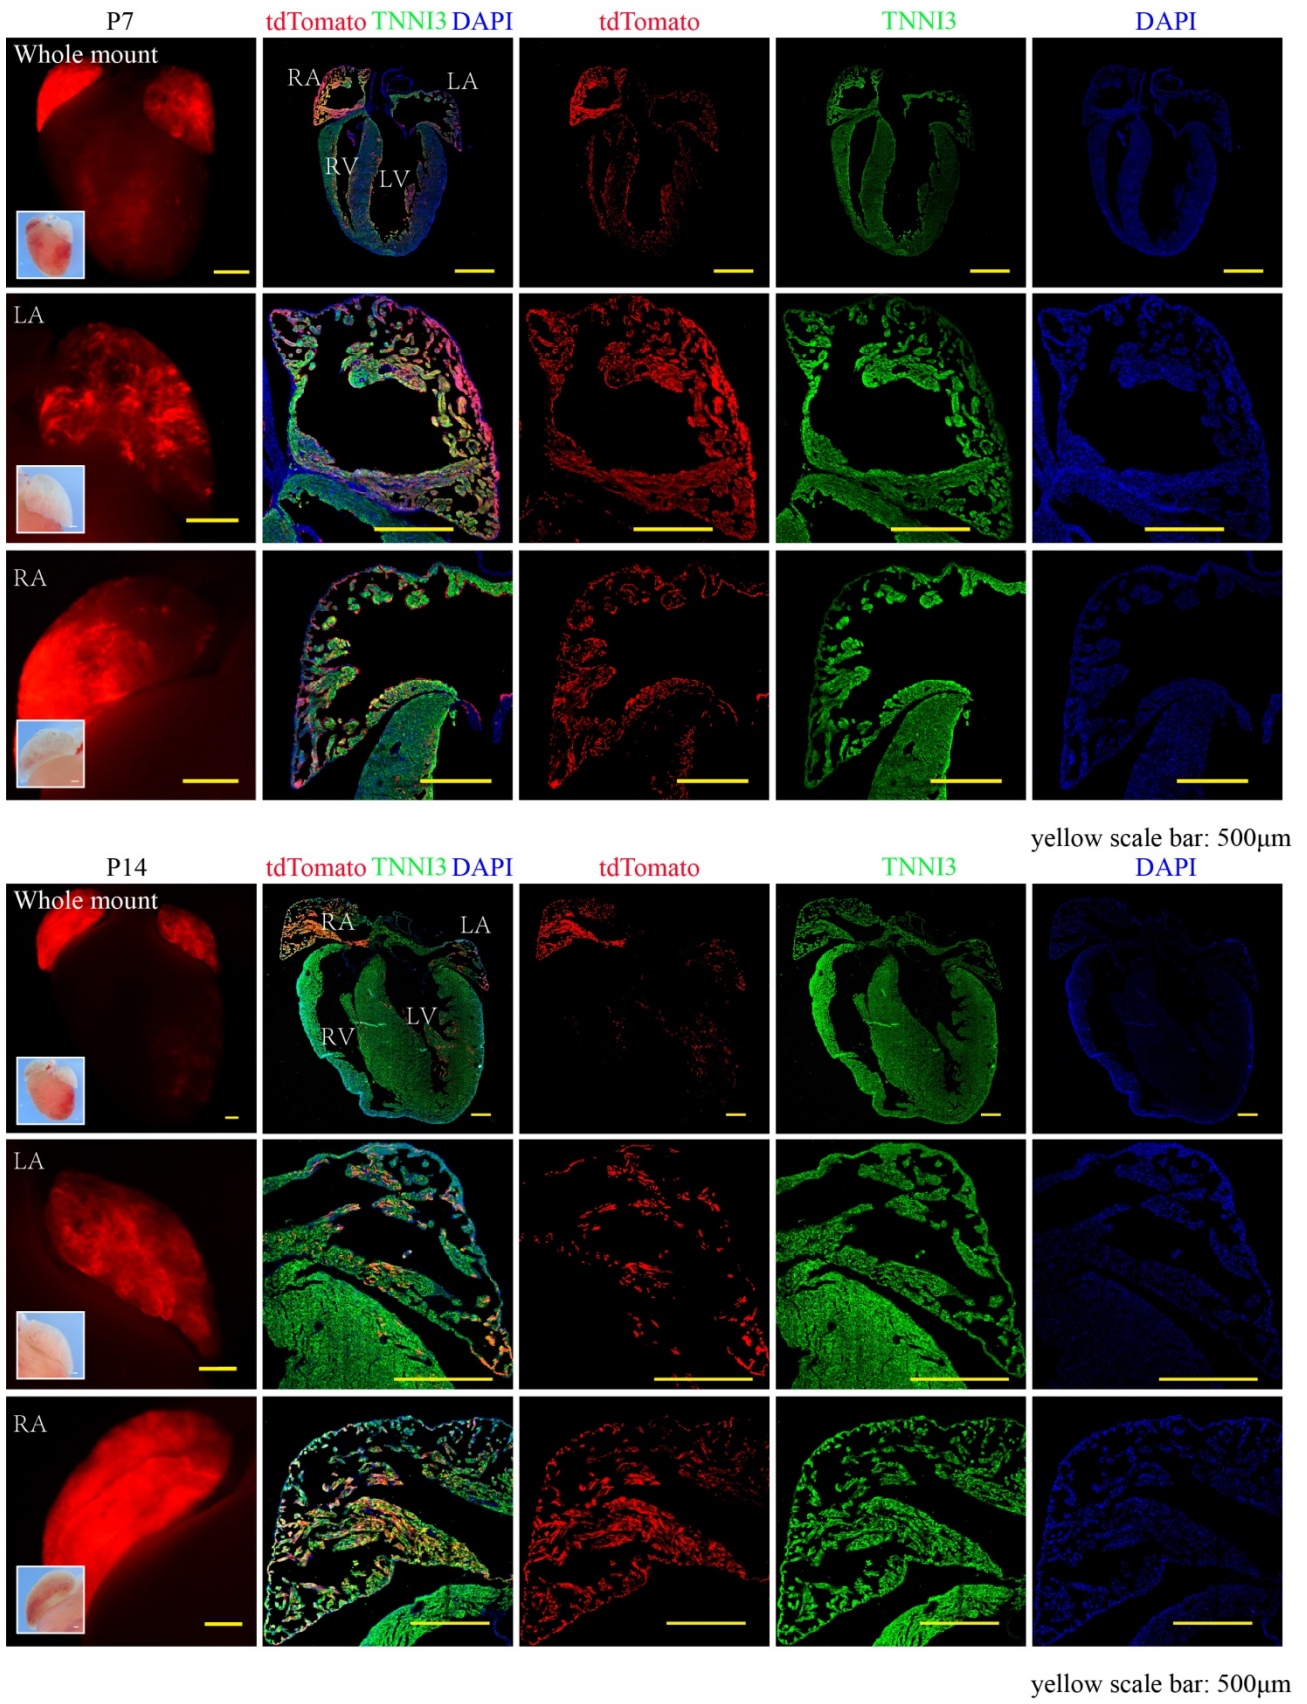 P7 tdTomato TNNI3 DAPI tdTomato TNNI3 DAPI
Whole mount
RA LA
RV LV
LA
RA
yellow scale bar: 500μm
P14 tdTomato TNNI3 DAPI tdTomato TNNI3 DAPI
Whole mount
RA LA
LV
RV
LA
RA
yellow scale bar: 500μm